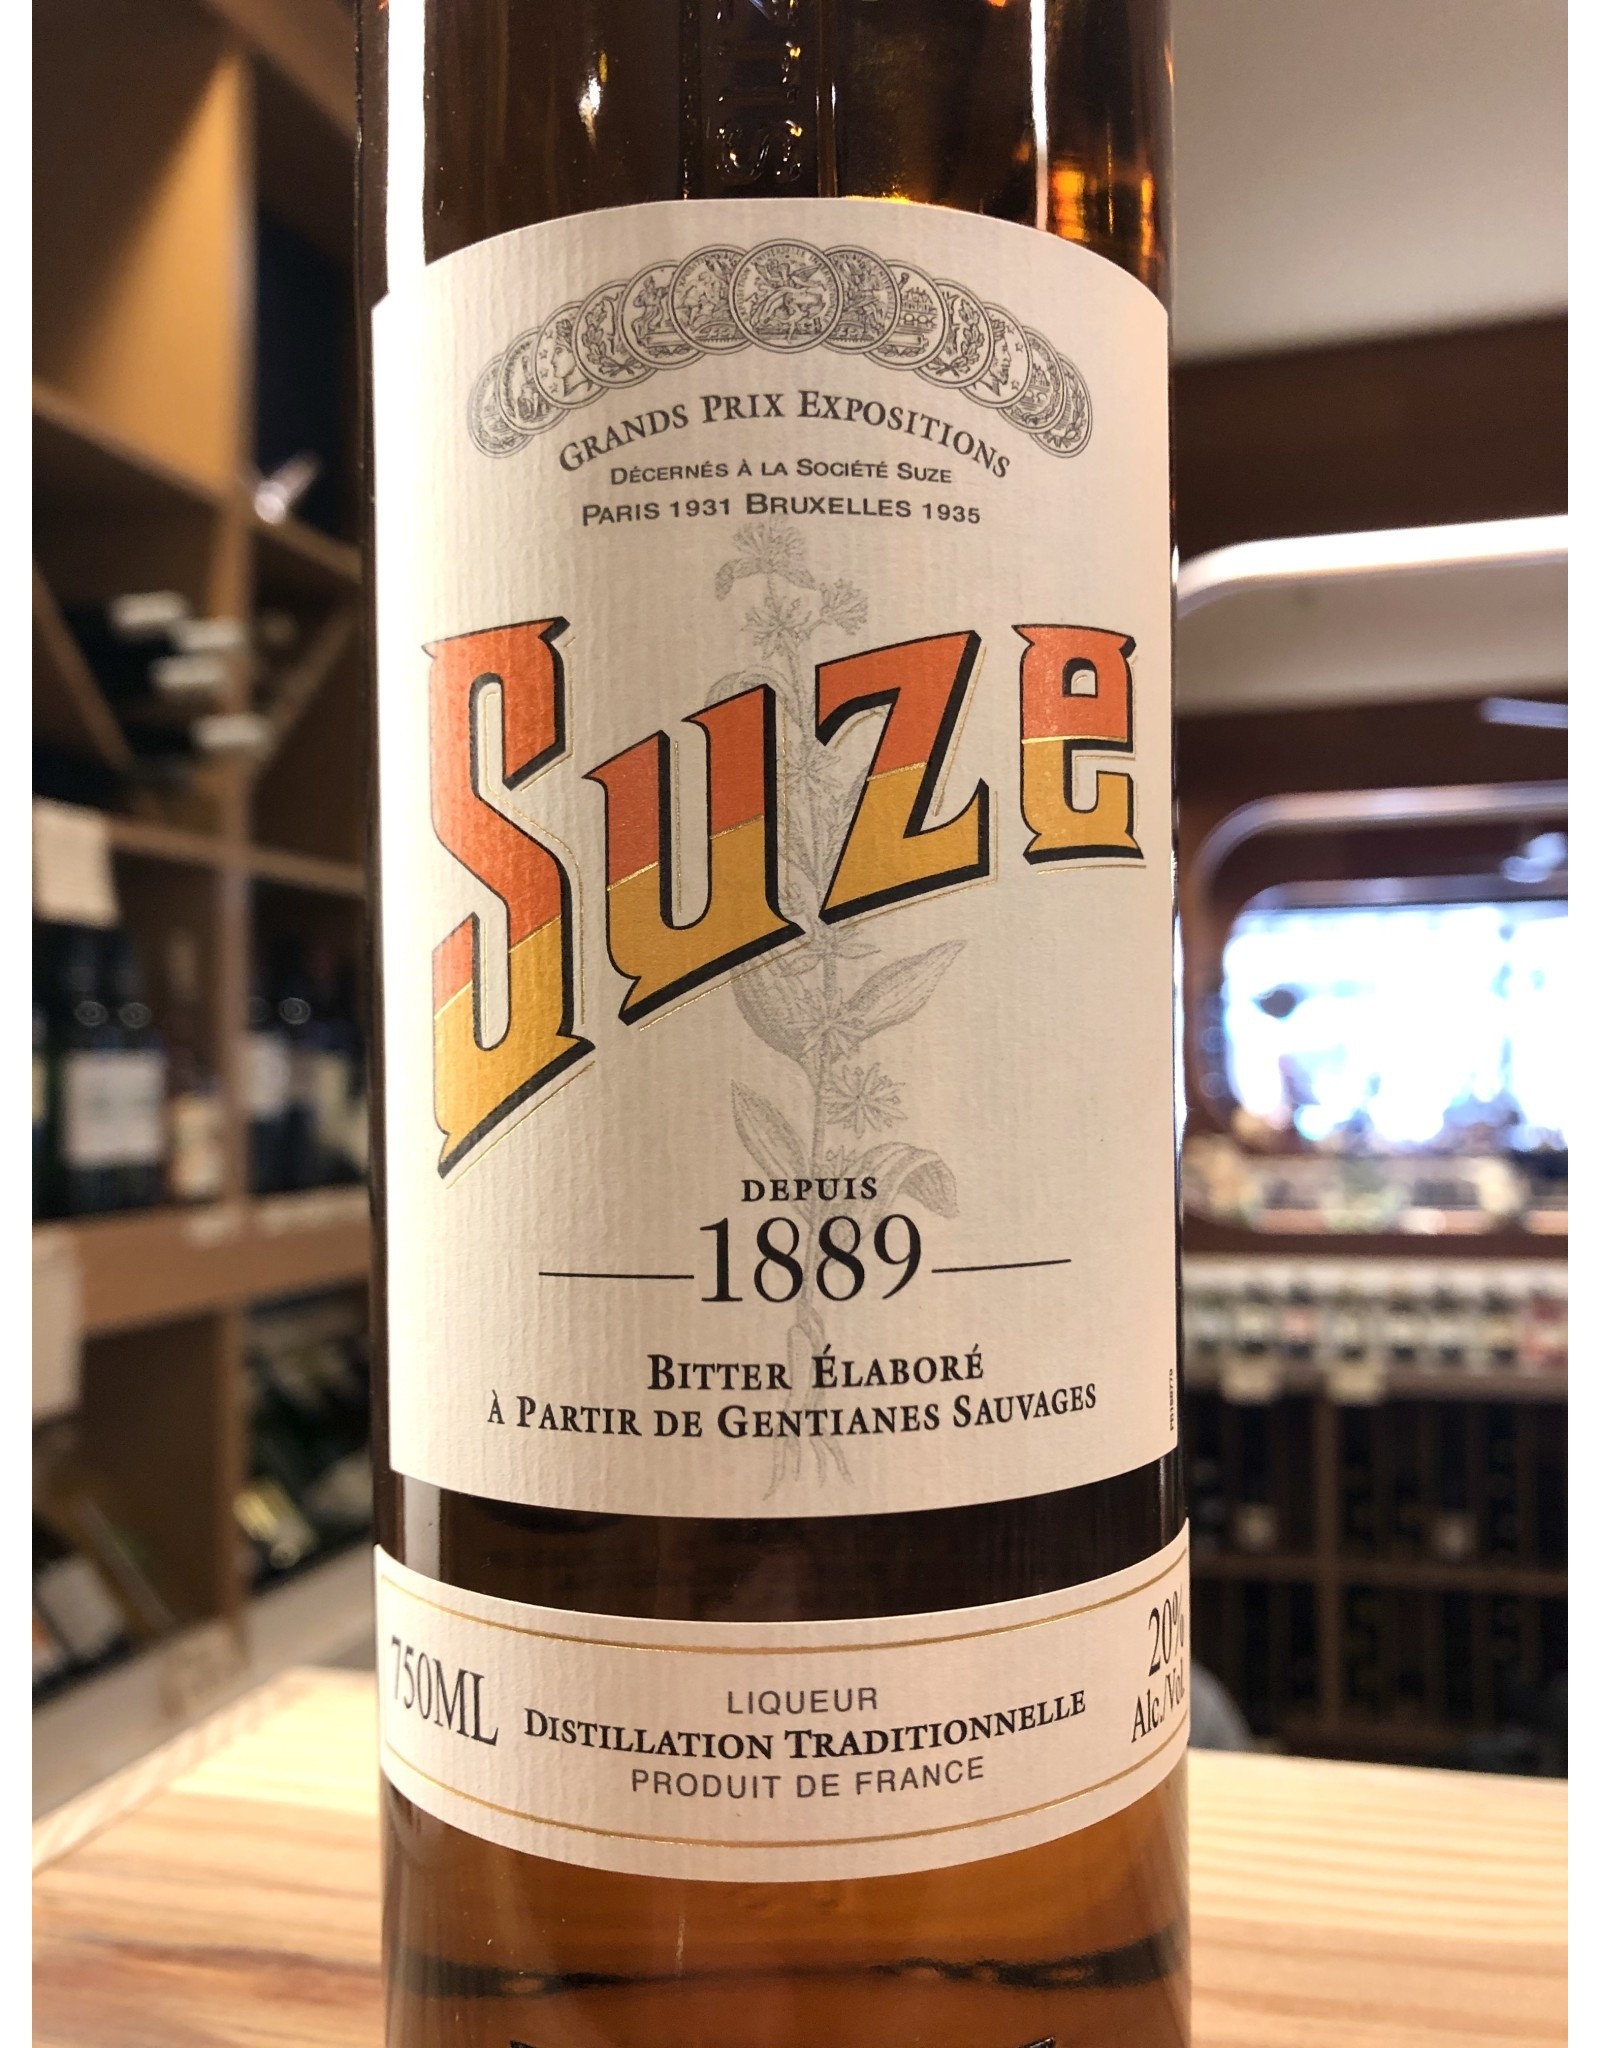 GRANDS PRIX EXPOSITIONS
DÉCERNÉS À LA SOCIÉTÉ SUZE
PARIS 1931 BRUXELLES 1935
Suze
DEPUIS
1889
BITTER ÉLABORÉ
À PARTIR DE GENTIANES SAUVAGES
750ML
LIQUEUR
DISTILLATION TRADITIONNELLE
PRODUIT DE FRANCE
20%
Alc./Vol.